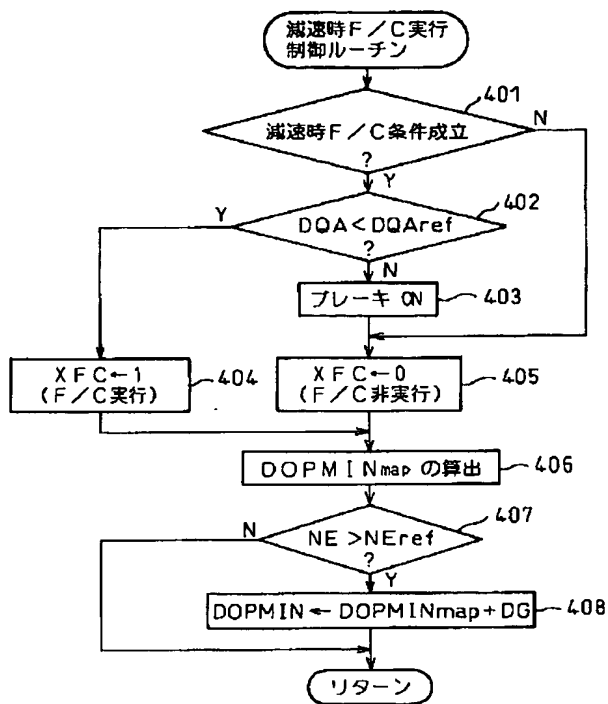 減速時F/C実行
制御ルーチン
401
減速時F/C条件成立
?
N
Y
402
DQA<DQAref
?
Y
N
ブレーキ ON
403
XFC←1
(F/C実行)
404
XFC←0
(F/C非実行)
405
DOPMINmap の算出
406
407
NE>NEref
?
N
Y
DOPMIN← DOPMINmap+DG
408
リターン